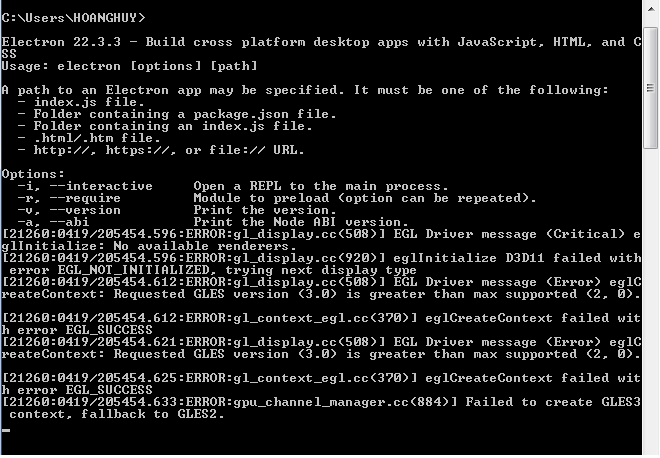 C:\Users\HOANGHUY>
Electron 22.3.3 - Build cross platform desktop apps with JavaScript, HTML, and C
SS
Usage: electron [options] [path]
A path to an Electron app may be specified. It must be one of the following:
- index.js file.
- Folder containing a package.json file.
- Folder containing an index.js file.
- .html/.htm file.
- http://, https://, or file:// URL.
Options:
-i, --interactive     Open a REPL to the main process.
-r, --require         Module to preload (option can be repeated).
-v, --version         Print the version.
-a, --abi             Print the Node ABI version.
[21260:0419/205454.596:ERROR:gl_display.cc(508)] EGL Driver message (Critical) e
glInitialize: No available renderers.
[21260:0419/205454.596:ERROR:gl_display.cc(920)] eglInitialize D3D11 failed with
 error EGL_NOT_INITIALIZED, trying next display type
[21260:0419/205454.612:ERROR:gl_display.cc(508)] EGL Driver message (Error) eglC
reateContext: Requested GLES version (3.0) is greater than max supported (2, 0).
[21260:0419/205454.612:ERROR:gl_context_egl.cc(370)] eglCreateContext failed wit
h error EGL_SUCCESS
[21260:0419/205454.621:ERROR:gl_display.cc(508)] EGL Driver message (Error) eglC
reateContext: Requested GLES version (3.0) is greater than max supported (2, 0).
[21260:0419/205454.625:ERROR:gl_context_egl.cc(370)] eglCreateContext failed wit
h error EGL_SUCCESS
[21260:0419/205454.633:ERROR:gpu_channel_manager.cc(884)] Failed to create GLES3
 context, fallback to GLES2.